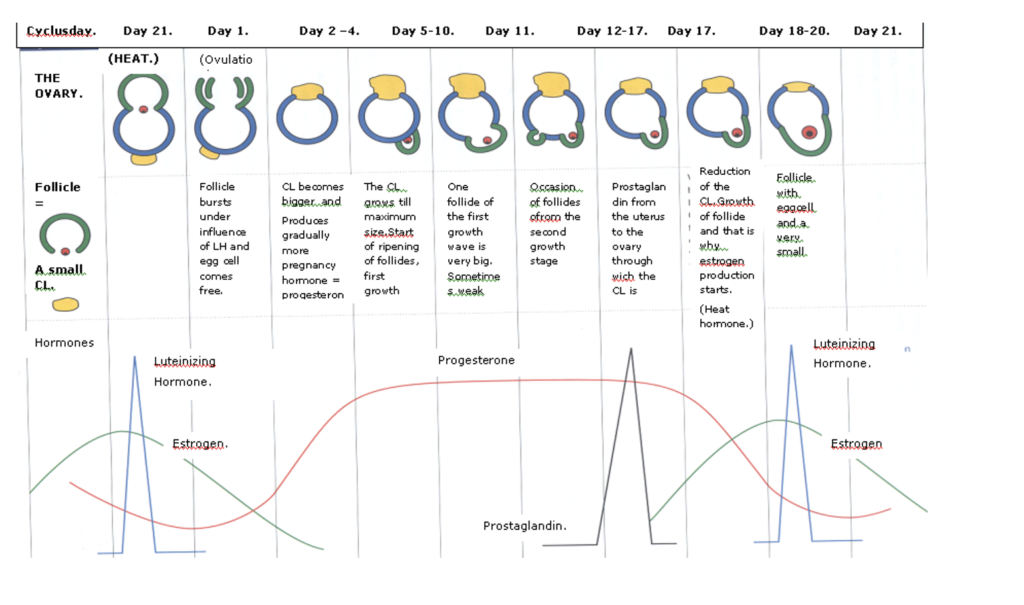 Cyclusday. Day 21. Day 1. Day 2 –4. Day 5-10. Day 11. Day 12-17. Day 17. Day 18-20. Day 21.
(HEAT.)
(Ovulatio
THE
OVARY.
Follicle
=
A small
CL.
Follicle
bursts
under
influence
of LH and
egg cell
comes
free.
CL becomes
bigger and
Produces
gradually
more
pregnancy
hormone =
progesteron
The CL
grows till
maximum
size.Start
of ripening
of follides,
first
growth
One
follide of
the first
growth
wave is
very big.
Sometime
s weak
Occasion
of follides
ofrom the
second
growth
stage
Prostaglan
din from
the uterus
to the
ovary
through
wich the
CL is
Reduction
of the
CL.Growth
of follide
and that is
why
estrogen
production
starts.
(Heat
hormone.)
Follicle
with
eggcell
and a
very
small
Hormones
Luteinizing
Hormone.
Estrogen.
Progesterone
Prostaglandin.
Luteinizing
Hormone.
Estrogen